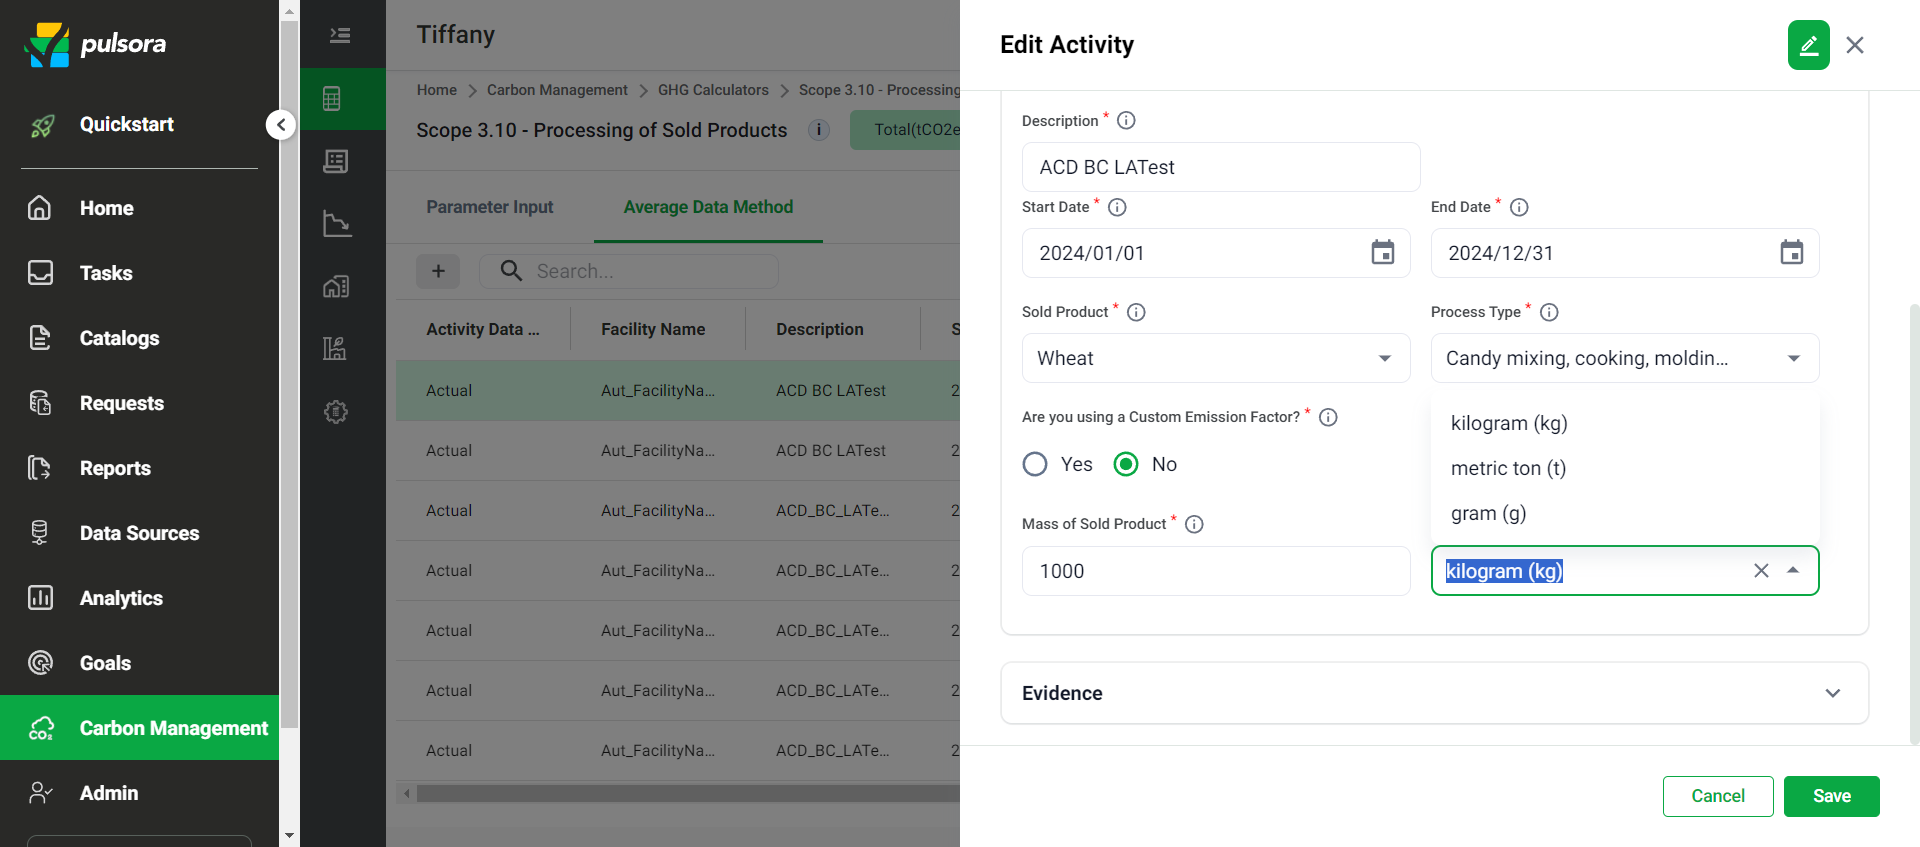 pulsora
Quickstart
Home
Tasks
Catalogs
Requests
Reports
Data Sources
Analytics
Goals
CO2
Carbon Management
Admin
Tiffany
Home > Carbon Management > GHG Calculators > Scope 3.10 - Processing
Scope 3.10 - Processing of Sold Products i Total(tCO2e
Parameter Input Average Data Method
+ Search...
Activity Data ... Facility Name Description S
Actual Aut_FacilityNa... ACD BC LATest 2
Actual Aut_FacilityNa... ACD BC LATest 2
Actual Aut_FacilityNa... ACD_BC_LATe... 2
Actual Aut_FacilityNa... ACD_BC_LATe... 2
Actual Aut_FacilityNa... ACD_BC_LATe... 2
Actual Aut_FacilityNa... ACD_BC_LATe... 2
Actual Aut_FacilityNa... ACD_BC_LATe... 2
Edit Activity
Description *
ACD BC LATest
Start Date * End Date *
2024/01/01 2024/12/31
Sold Product * Process Type *
Wheat Candy mixing, cooking, moldin...
Are you using a Custom Emission Factor? *
Yes No
kilogram (kg)
metric ton (t)
gram (g)
Mass of Sold Product *
1000 kilogram (kg)
Evidence
Cancel Save